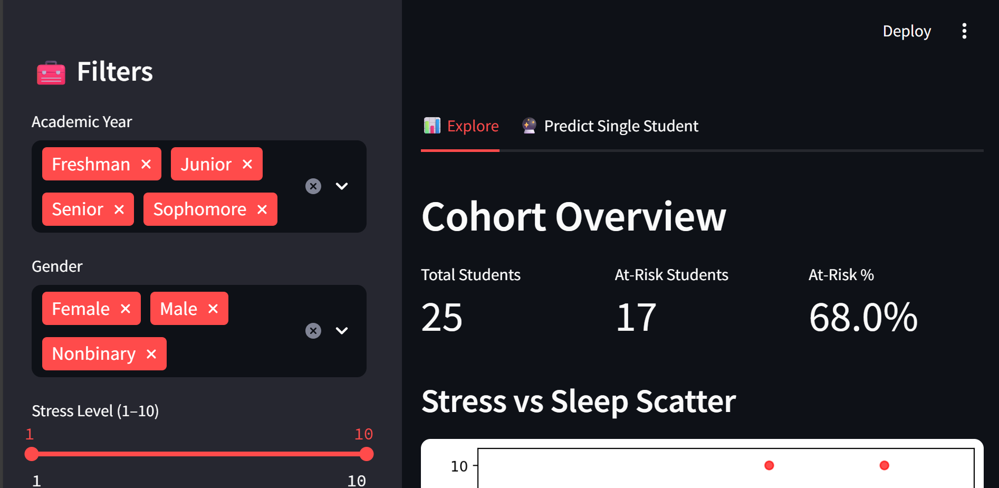 Deploy
Filters
Academic Year
Freshman
Junior
Senior
Sophomore
Gender
Female
Male
Nonbinary
Stress Level (1–10)
1
10
1
10
Explore
Predict Single Student
Cohort Overview
Total Students
25
At-Risk Students
17
At-Risk %
68.0%
Stress vs Sleep Scatter
10